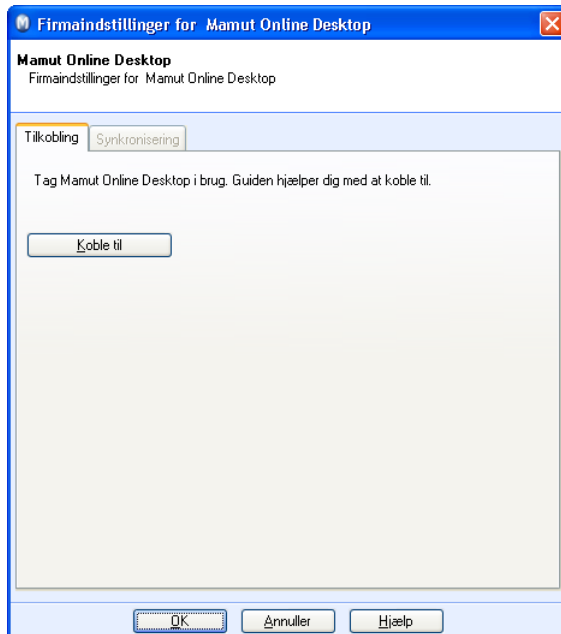 Firmaindstillinger for Mamut Online Desktop
Mamut Online Desktop
Firmaindstillinger for Mamut Online Desktop
Tilkobling Synkronisering
Tag Mamut Online Desktop i brug. Guiden hjælper dig med at koble til.
Koble til
OK Annuller Hjælp